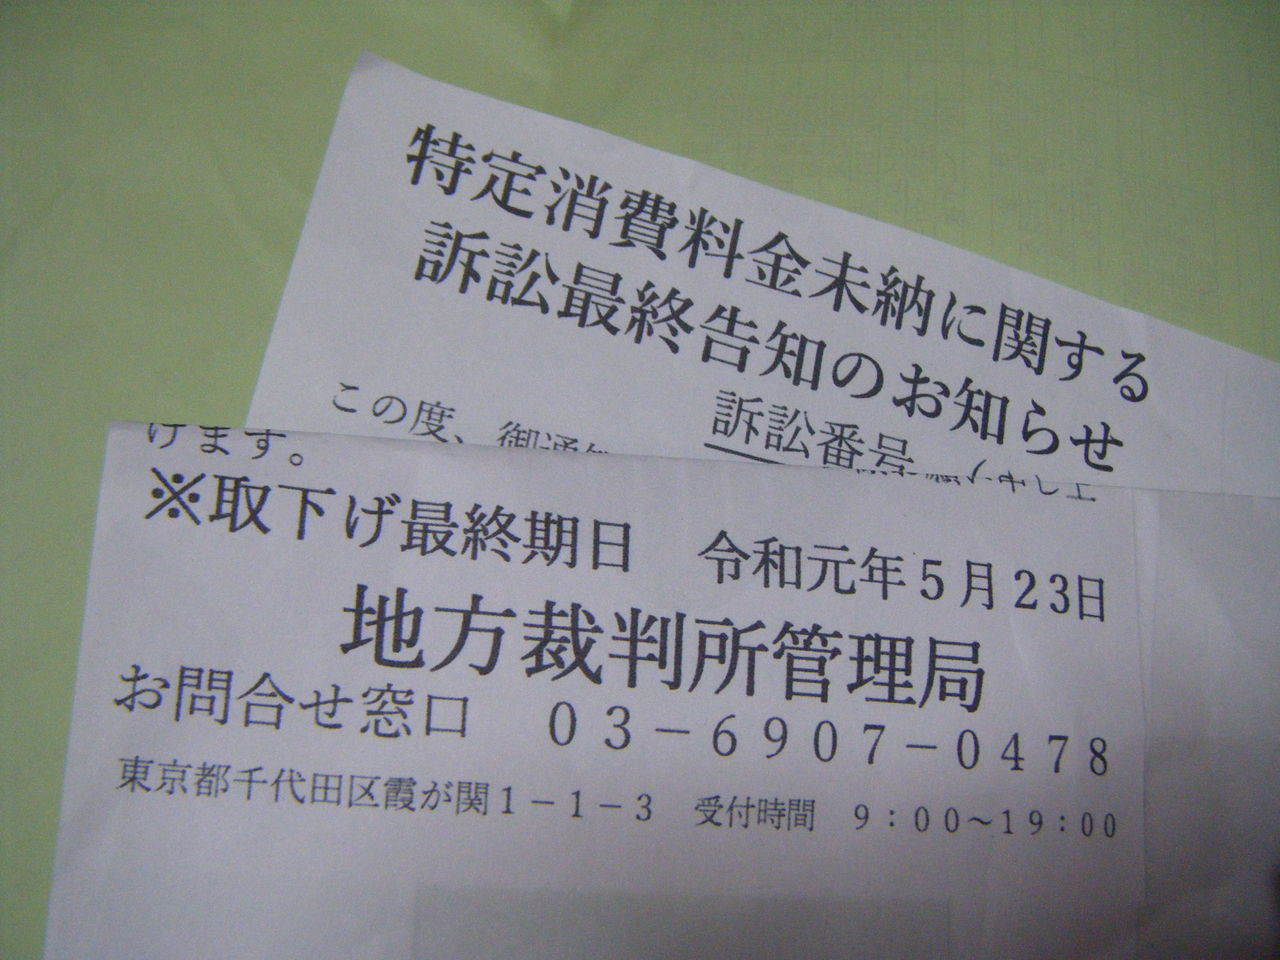 特定消費料金未納に関する
訴訟最終告知のお知らせ
訴訟番号
この度、御通知
けます。
※取下げ最終期日　令和元年5月23日
地方裁判所管理局
お問合せ窓口　03-6907-0478
東京都千代田区霞が関1-1-3　受付時間　9:00~19:00